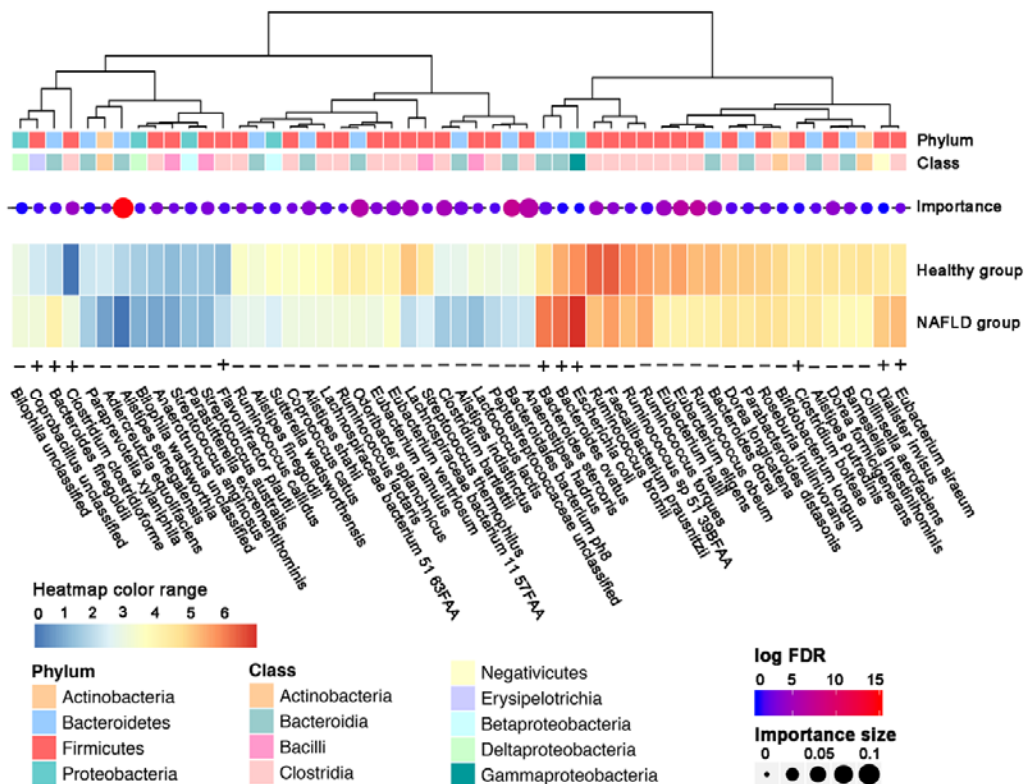 Phylum
Class
Importance
Healthy group
NAFLD group
− + + + − − − − − − − − + − − − − − − − − − − − − − − − − − − + + + − − − − − − − − − − − − + − − − − + +
Bilophila unclassified
Coprobacillus unclassified
Bacteroides finegoldii
Clostridium clostridioforme
Paraprevotella xylaniphila
Adlercreutzia equolifaciens
Alistipes senegalensis
Bilophila wadsworthia
Anaerotruncus unclassified
Streptococcus anginosus
Parasutterella excrementihominis
Streptococcus australis
Flavonifractor plautii
Ruminococcus callidus
Alistipes finegoldii
Sutterella wadsworthensis
Coprococcus catus
Alistipes shahii
Lachnospiraceae bacterium 51 63FAA
Ruminococcus lactaris
Odoribacter splanchnicus
Eubacterium ramulus
Eubacterium ventriosum
Lachnospiraceae bacterium 11 57FAA
Streptococcus thermophilus
Clostridium bartlettii
Alistipes indistinctus
Lactococcus lactis
Peptostreptococcaceae unclassified
Bacteroidales bacterium ph8
Anaerostipes hadrus
Bacteroides stercoris
Bacteroides ovatus
Escherichia coli
Ruminococcus bromii
Faecalibacterium prausnitzii
Ruminococcus sp 51 39BFAA
Ruminococcus torques
Eubacterium hallii
Eubacterium eligens
Ruminococcus obeum
Bacteroides dorei
Dorea longicatena
Parabacteroides distasonis
Roseburia inulinivorans
Bifidobacterium longum
Clostridium bolteae
Alistipes putredinis
Dorea formicigenerans
Barnesiella intestinihominis
Collinsella aerofaciens
Dialister invisus
Eubacterium siraeum
Heatmap color range
0 1 2 3 4 5 6
Phylum
Actinobacteria
Bacteroidetes
Firmicutes
Proteobacteria
Class
Actinobacteria
Bacteroidia
Bacilli
Clostridia
Negativicutes
Erysipelotrichia
Betaproteobacteria
Deltaproteobacteria
Gammaproteobacteria
log FDR
0 5 10 15
Importance size
0 0.05 0.1